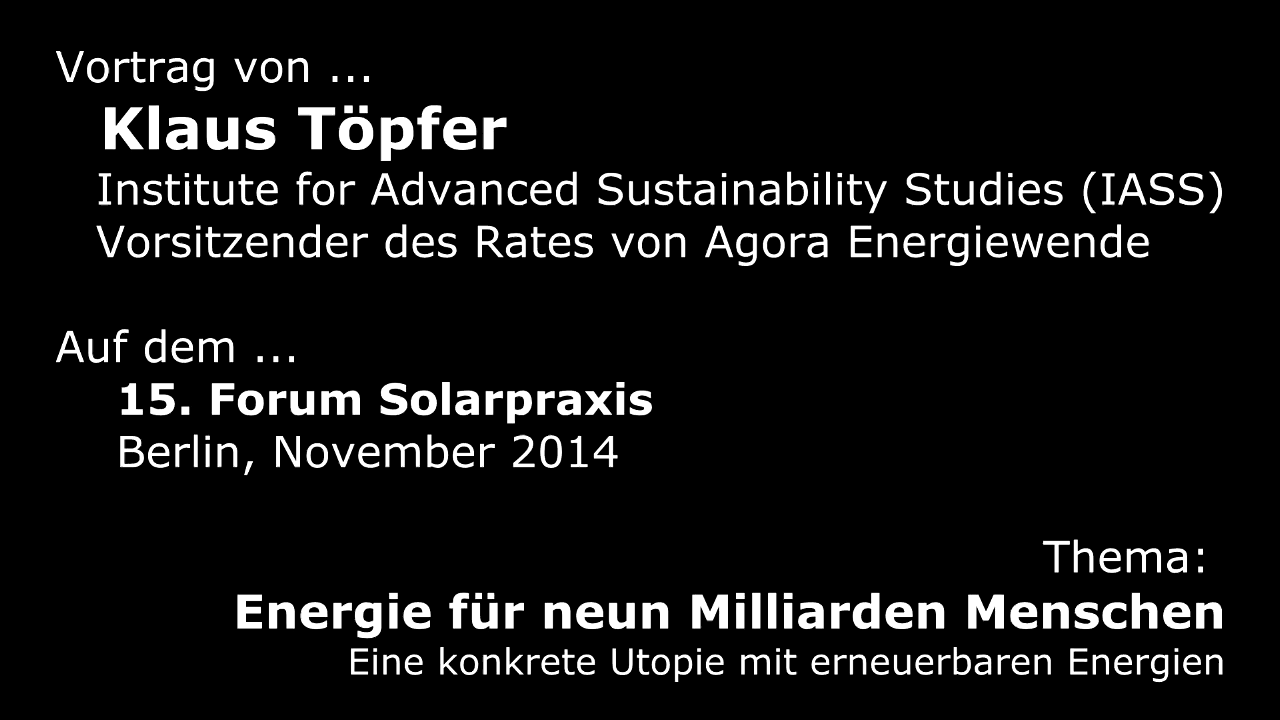 Vortrag von ...
Klaus Töpfer
Institute for Advanced Sustainability Studies (IASS)
Vorsitzender des Rates von Agora Energiewende
Auf dem ...
15. Forum Solarpraxis
Berlin, November 2014
Thema:
Energie für neun Milliarden Menschen
Eine konkrete Utopie mit erneuerbaren Energien